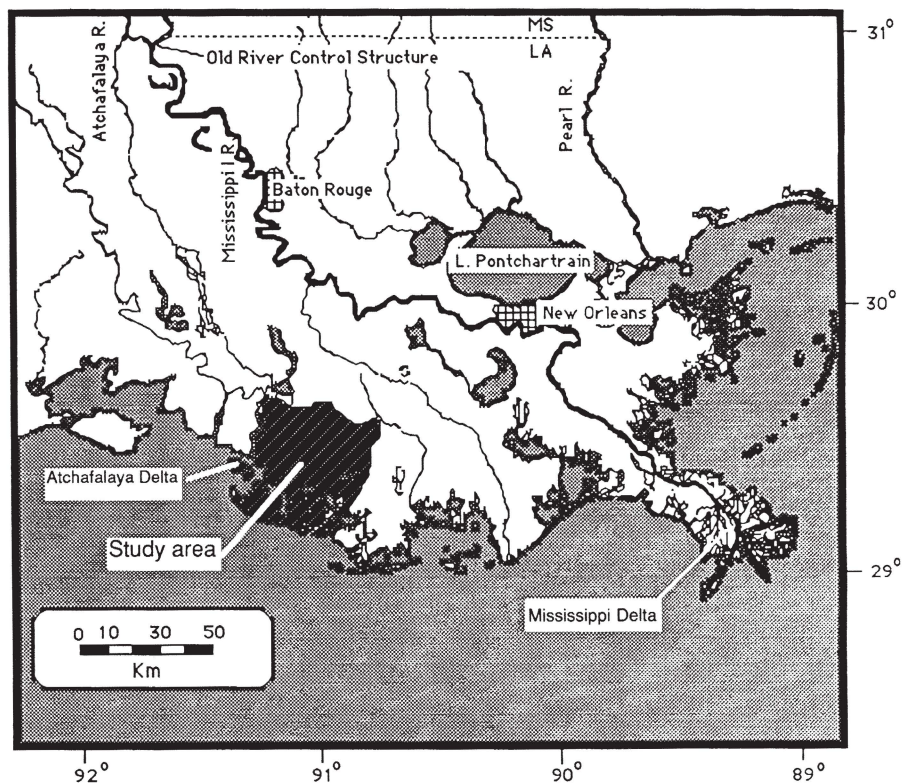 MS
31°
LA
Old River Control Structure
Atchafalaya R.
Pearl R.
Mississippi R.
Baton Rouge
L. Pontchartrain
New Orleans
30°
Atchafalaya Delta
Study area
29°
Mississippi Delta
0 10 30 50
Km
92° 91° 90° 89°